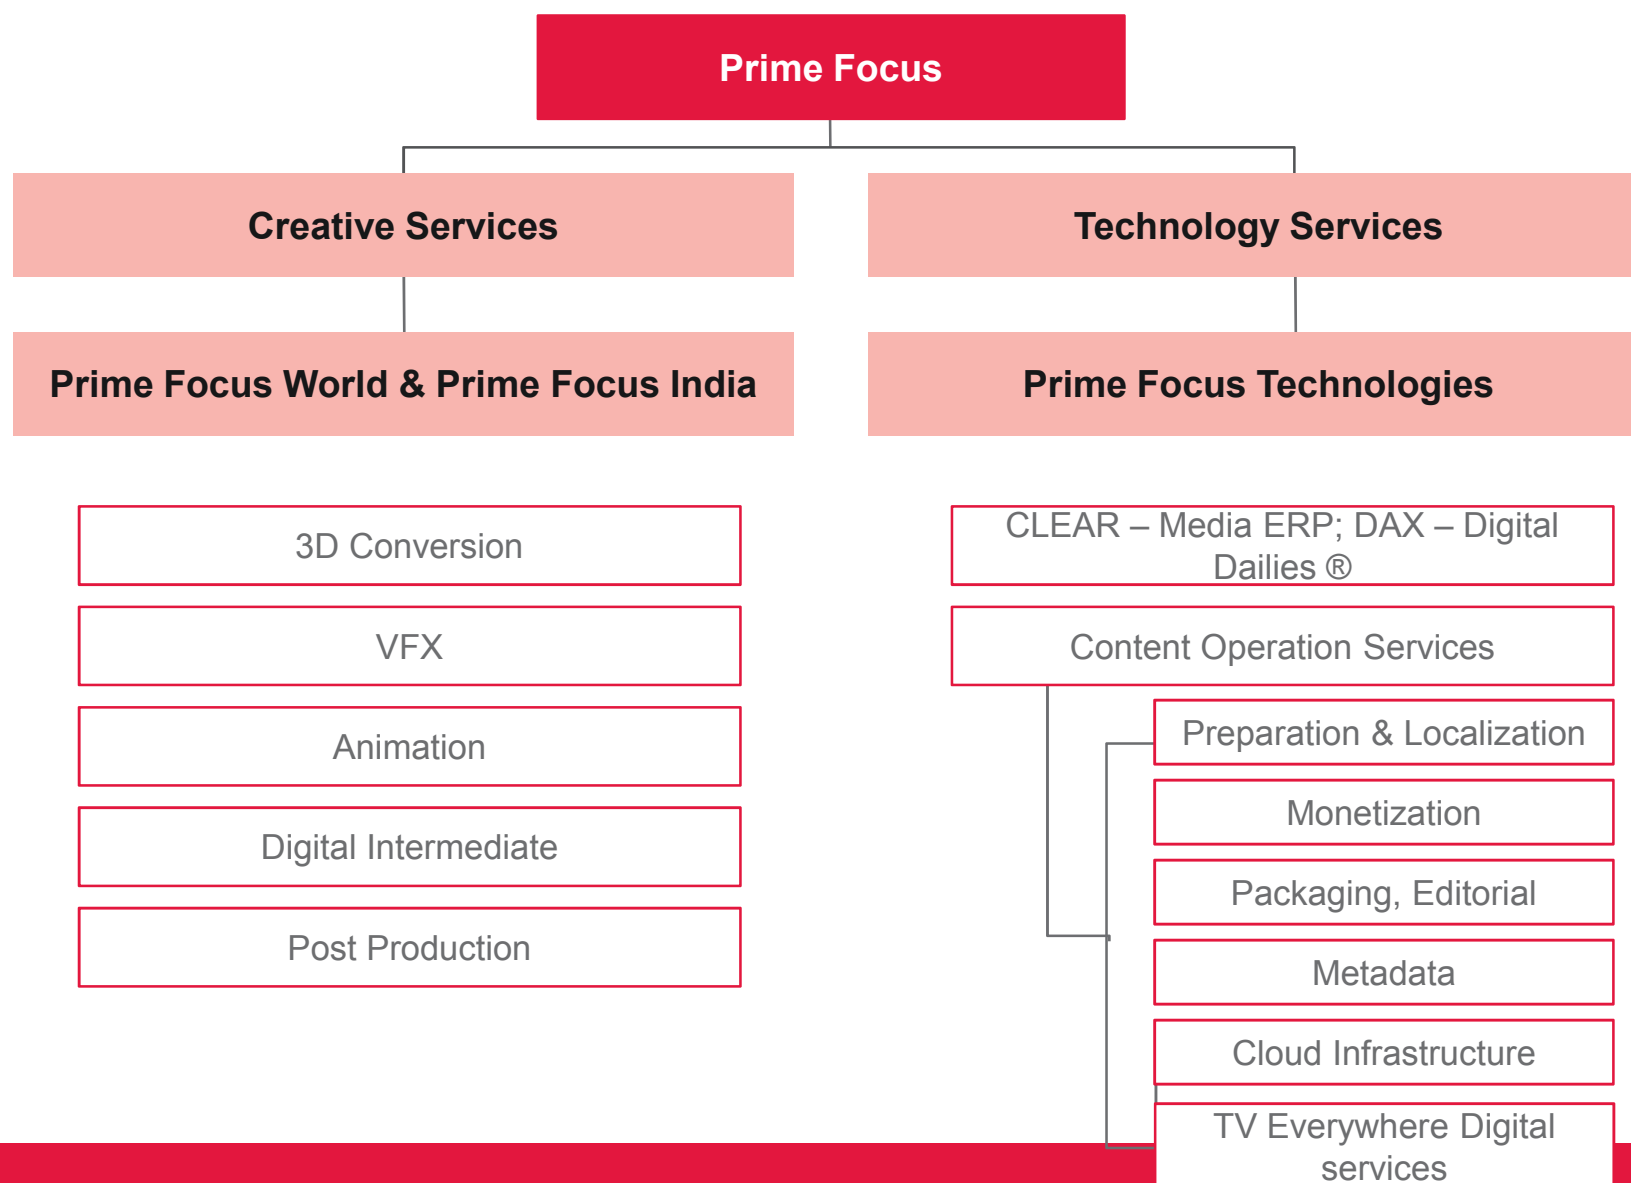 Prime Focus
Creative Services
Technology Services
Prime Focus World & Prime Focus India
Prime Focus Technologies
3D Conversion
VFX
Animation
Digital Intermediate
Post Production
CLEAR – Media ERP; DAX – Digital
Dailies ®
Content Operation Services
Preparation & Localization
Monetization
Packaging, Editorial
Metadata
Cloud Infrastructure
TV Everywhere Digital
services